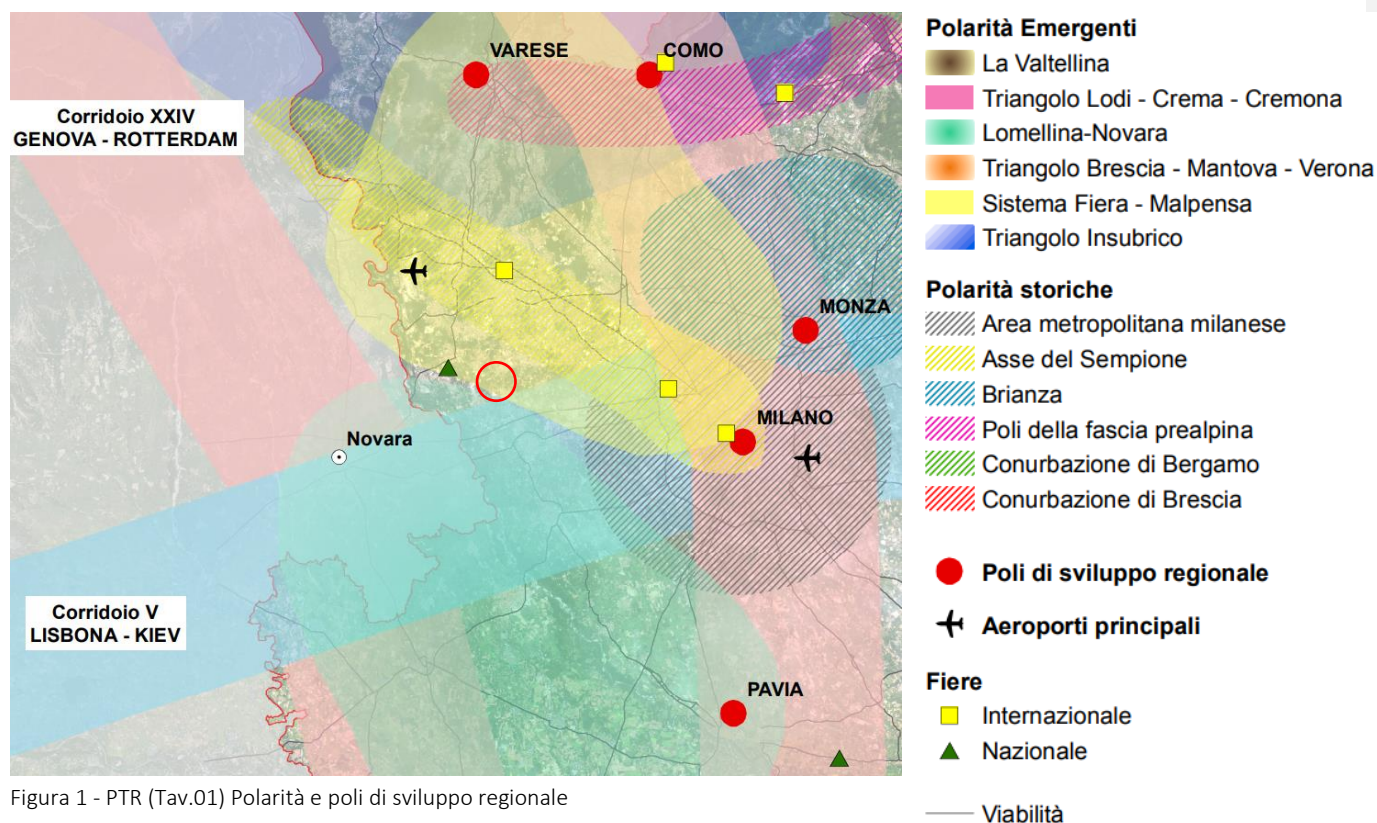 VARESE
COMO
Corridoio XXIV
GENOVA - ROTTERDAM
MONZA
MILANO
Novara
Corridoio V
LISBONA - KIEV
PAVIA
Polarità Emergenti
La Valtellina
Triangolo Lodi - Crema - Cremona
Lomellina-Novara
Triangolo Brescia - Mantova - Verona
Sistema Fiera - Malpensa
Triangolo Insubrico
Polarità storiche
Area metropolitana milanese
Asse del Sempione
Brianza
Poli della fascia prealpina
Conurbazione di Bergamo
Conurbazione di Brescia
Poli di sviluppo regionale
Aeroporti principali
Fiere
Internazionale
Nazionale
Viabilità
Figura 1 - PTR (Tav.01) Polarità e poli di sviluppo regionale